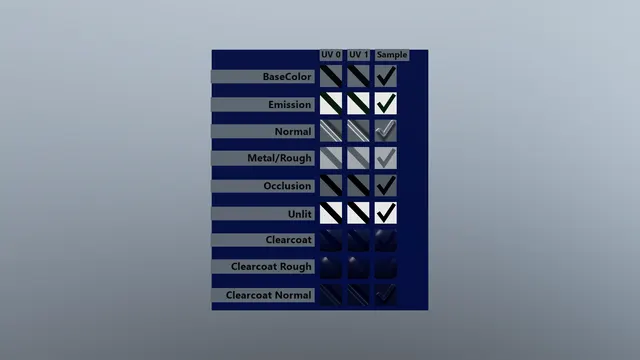 UV 0 UV 1 Sample
BaseColor
Emission
Normal
Metal/Rough
Occlusion
Unlit
Clearcoat
Clearcoat Rough
Clearcoat Normal